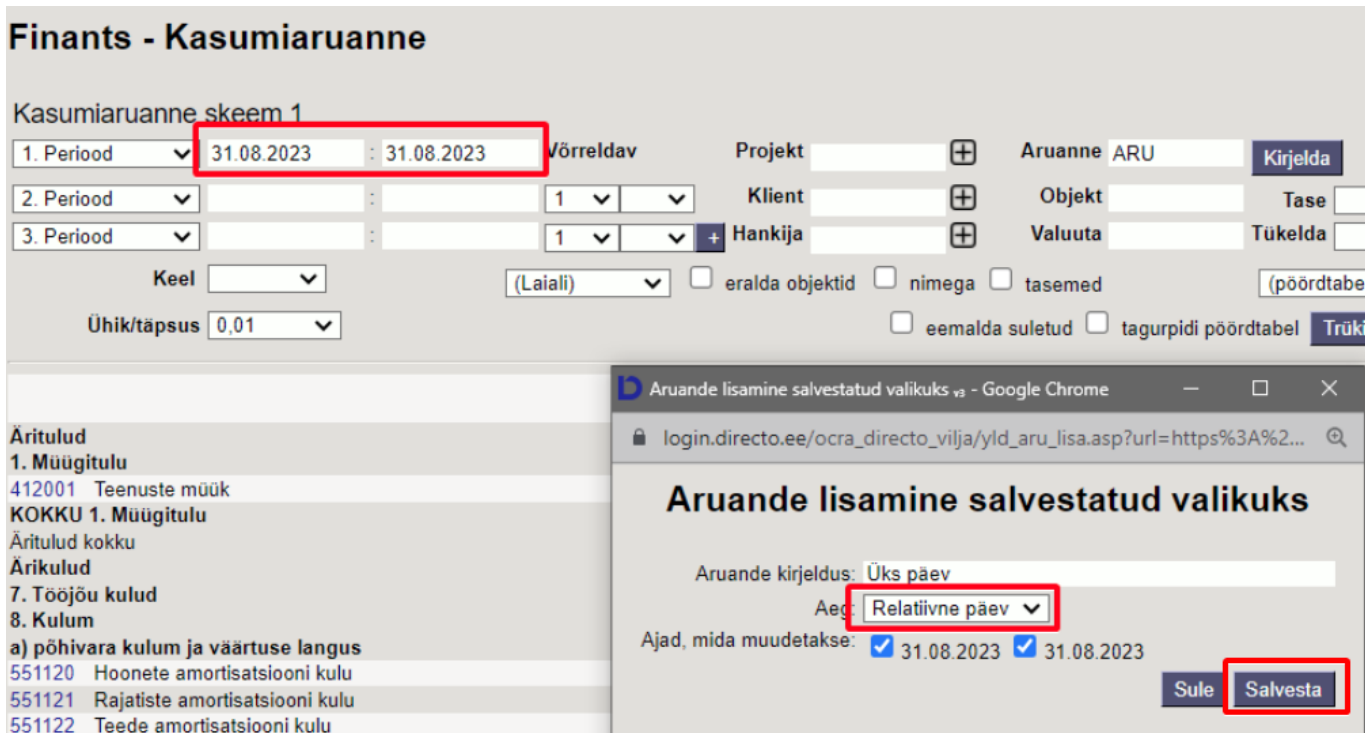 Finants - Kasumiaruanne
Kasumiaruanne skeem 1
1. Periood 31.08.2023 : 31.08.2023 Võrreldav Projekt Aruanne ARU Kirjelda
2. Periood : 1 Klient Objekt Tase
3. Periood : 1 + Hankija Valuuta Tükelda
Keel (Laiali) eralda objektid nimega tasemed (pöördtabe
Ühik/täpsus 0,01 eemalda suletud tagurpidi pöördtabel Trüki
Aruande lisamine salvestatud valikuks v3 - Google Chrome
login.directo.ee/ocra_directo_vilja/yld_aru_lisa.asp?url=https%3A%2...
Aruande lisamine salvestatud valikuks
Aruande kirjeldus: Üks päev
Aeg: Relatiivne päev
Ajad, mida muudetakse: 31.08.2023 31.08.2023
Sule Salvesta
Äritulud
1. Müügitulu
412001 Teenuste müük
KOKKU 1. Müügitulu
Äritulud kokku
Ärikulud
7. Tööjõu kulud
8. Kulum
a) põhivara kulum ja väärtuse langus
551120 Hoonete amortisatsiooni kulu
551121 Rajatiste amortisatsiooni kulu
551122 Teede amortisatsiooni kulu